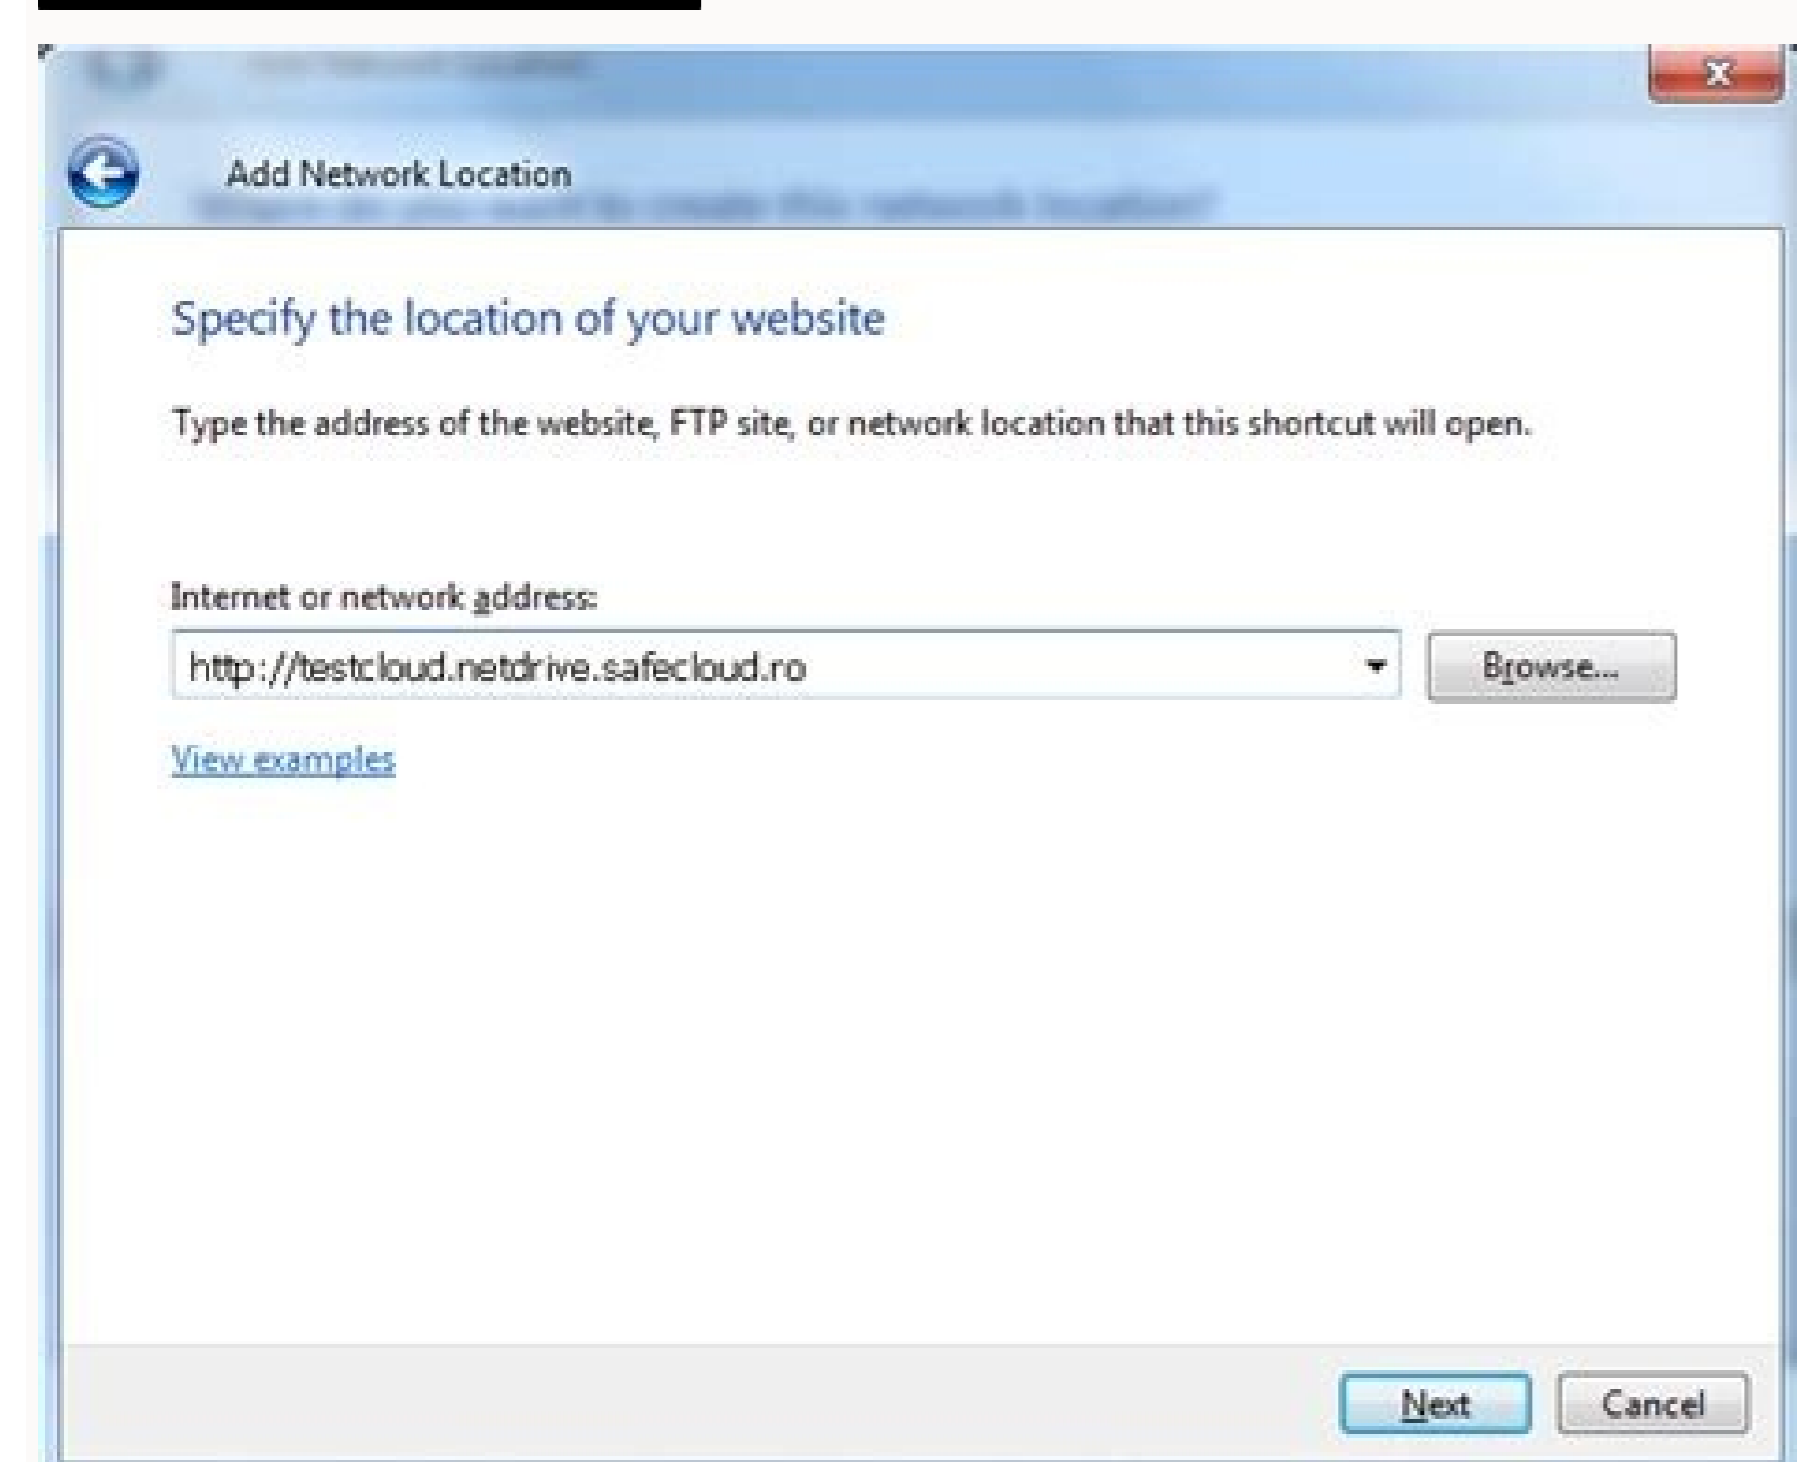 Add Network Location
Specify the location of your website
Type the address of the website, FTP site, or network location that this shortcut will open.
Internet or network address:
http://testcloud.netdrive.safecloud.ro
Browse...
View examples
Next
Cancel